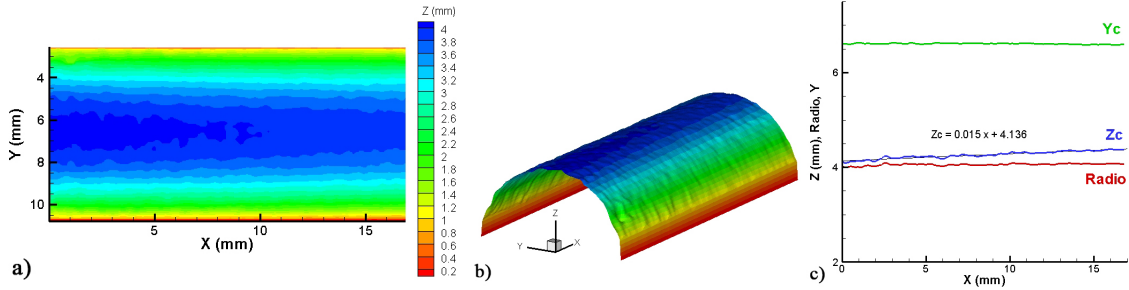 Z (mm)
4
3.8
3.6
3.4
3.2
3
2.8
2.6
2.4
2.2
2
1.8
1.6
1.4
1.2
1
0.8
0.6
0.4
0.2
Y (mm)
4
6
8
10
5
10
15
X (mm)
a)
Z
Y
X
b)
Z (mm), Radio, Y
6
4
2
Yc
Zc = 0.015 x + 4.136
Zc
Radio
0
5
10
15
X (mm)
c)